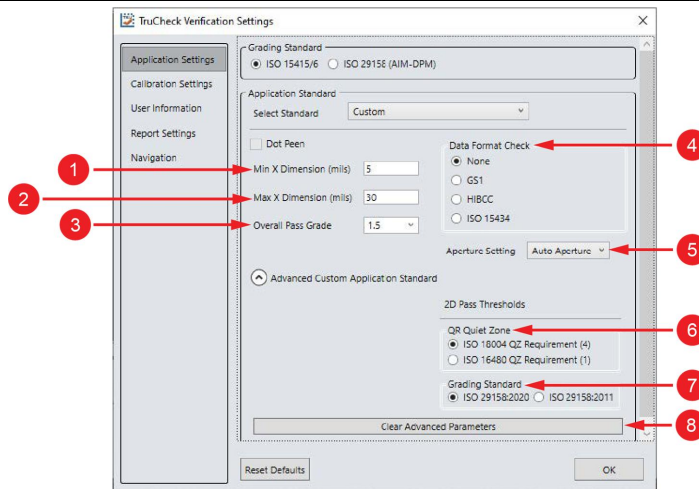 TruCheck Verification Settings
Application Settings
Calibration Settings
User Information
Report Settings
Navigation
Grading Standard
ISO 15415/6 ISO 29158 (AIM-DPM)
Application Standard
Select Standard Custom
Dot Peen
Min X Dimension (mils) 5
Max X Dimension (mils) 30
Overall Pass Grade 1.5
Data Format Check
None
GS1
HIBCC
ISO 15434
Aperture Setting Auto Aperture
Advanced Custom Application Standard
2D Pass Thresholds
QR Quiet Zone
ISO 18004 QZ Requirement (4)
ISO 16480 QZ Requirement (1)
Grading Standard
ISO 29158:2020 ISO 29158:2011
Clear Advanced Parameters
Reset Defaults OK
1
2
3
4
5
6
7
8